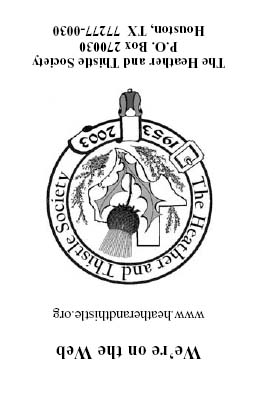 We're on the Web
www.heatherandthistle.org
The Heather and Thistle Society
1953
2003
The Heather and Thistle Society
P.O. Box 270030
Houston, TX  77277-0030